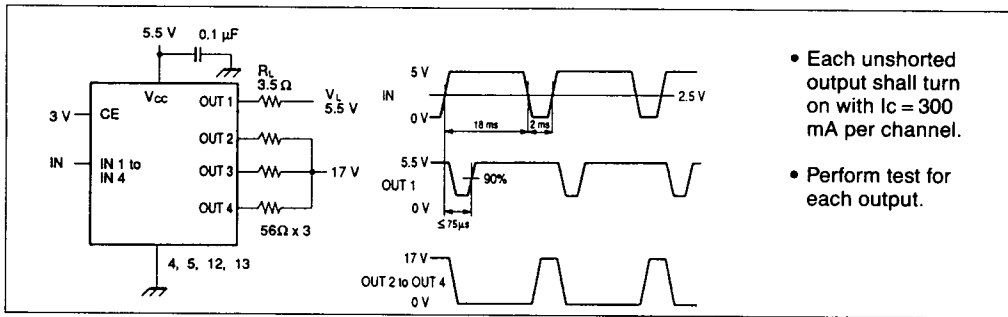 5.5 V
0.1 µF
RL
3.5 Ω
VL
5.5 V
Vcc
OUT 1
3 V
CE
OUT 2
IN
IN 1 to
IN 4
OUT 3
17 V
OUT 4
56Ω x 3
4, 5, 12, 13
5 V
IN
2.5 V
0 V
18 ms
2 ms
5.5 V
OUT 1
90%
0 V
≤ 75µs
17 V
OUT 2 to OUT 4
0 V
• Each unshorted
output shall turn
on with Ic = 300
mA per channel.
• Perform test for
each output.